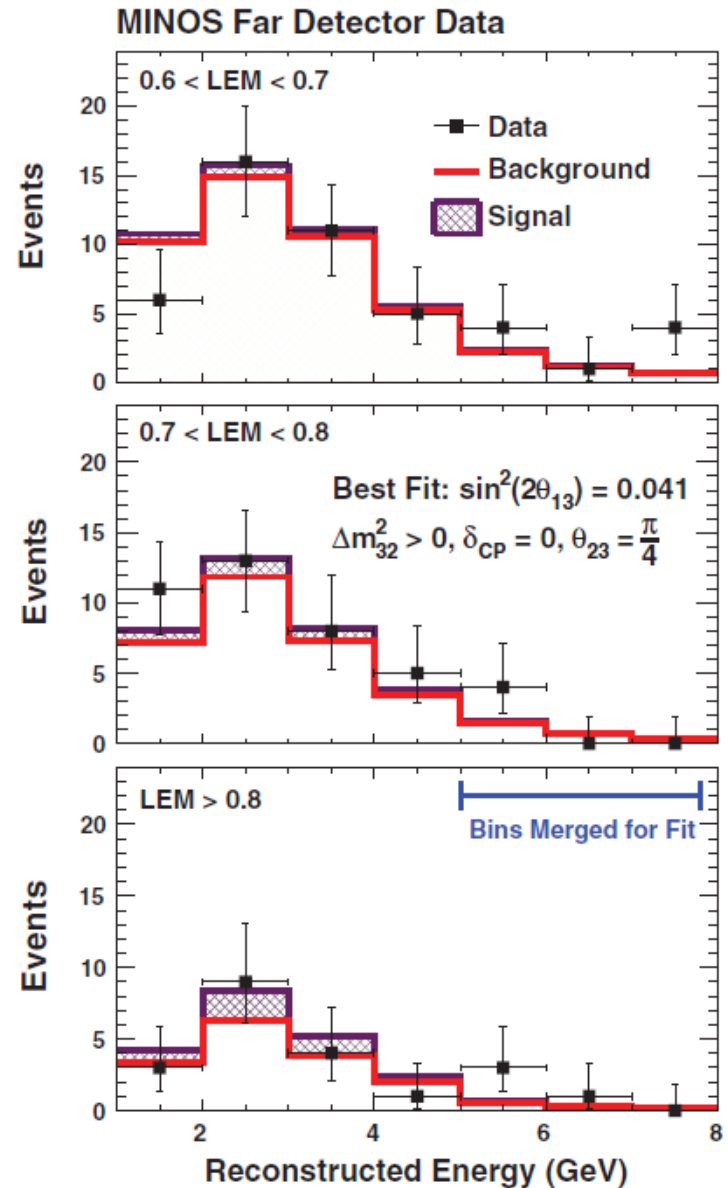 MINOS Far Detector Data
0.6 < LEM < 0.7
Data
Background
Signal
Events
20
15
10
5
0
0.7 < LEM < 0.8
Best Fit: sin²(2θ₁₃) = 0.041
Δm²₃₂ > 0, δ_CP = 0, θ₂₃ = π/4
Events
20
15
10
5
0
LEM > 0.8
Bins Merged for Fit
Events
20
15
10
5
0
2 4 6 8
Reconstructed Energy (GeV)